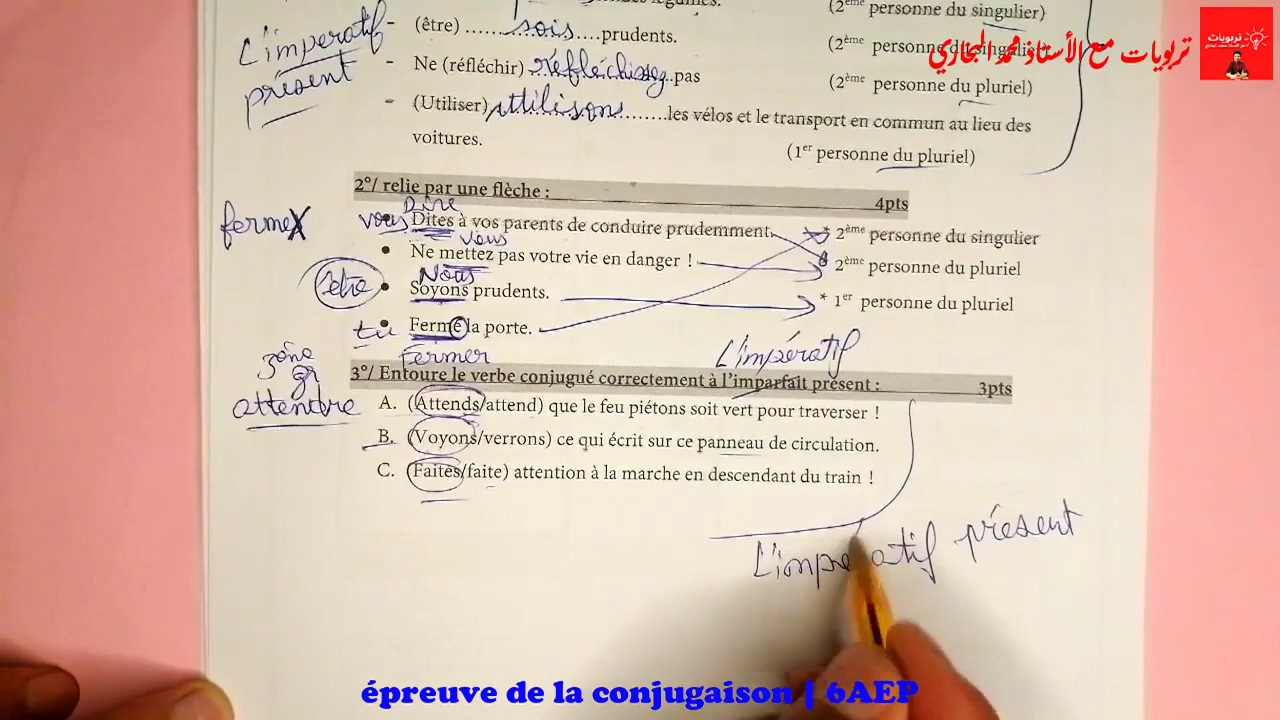 (2ème personne du singulier)
L'imperatif présent
- (être) ..........sois......prudents. (2ème personne du singulier)
تربويات مع الأستاذ محمد البخاري
تربويات
- Ne (réfléchir) réfléchissez pas (2ème personne du pluriel)
- (Utiliser) utilisons ........les vélos et le transport en commun au lieu des
voitures. (1er personne du pluriel)
2°/ relie par une flèche : 4pts
Dire
fermex
vous Dites à vos parents de conduire prudemment. * 2ème personne du singulier
vous
• Ne mettez pas votre vie en danger ! * 2ème personne du pluriel
Nous
être • Soyons prudents. * 1er personne du pluriel
tu • Ferme la porte.
Fermer
L'impératif
3ème gr
attendre
3°/ Entoure le verbe conjugué correctement à l'imparfait présent : 3pts
A. (Attends/attend) que le feu piétons soit vert pour traverser !
B. (Voyons/verrons) ce qui écrit sur ce panneau de circulation.
C. (Faites/faite) attention à la marche en descendant du train !
L'imperatif présent
épreuve de la conjugaison | 6AEP